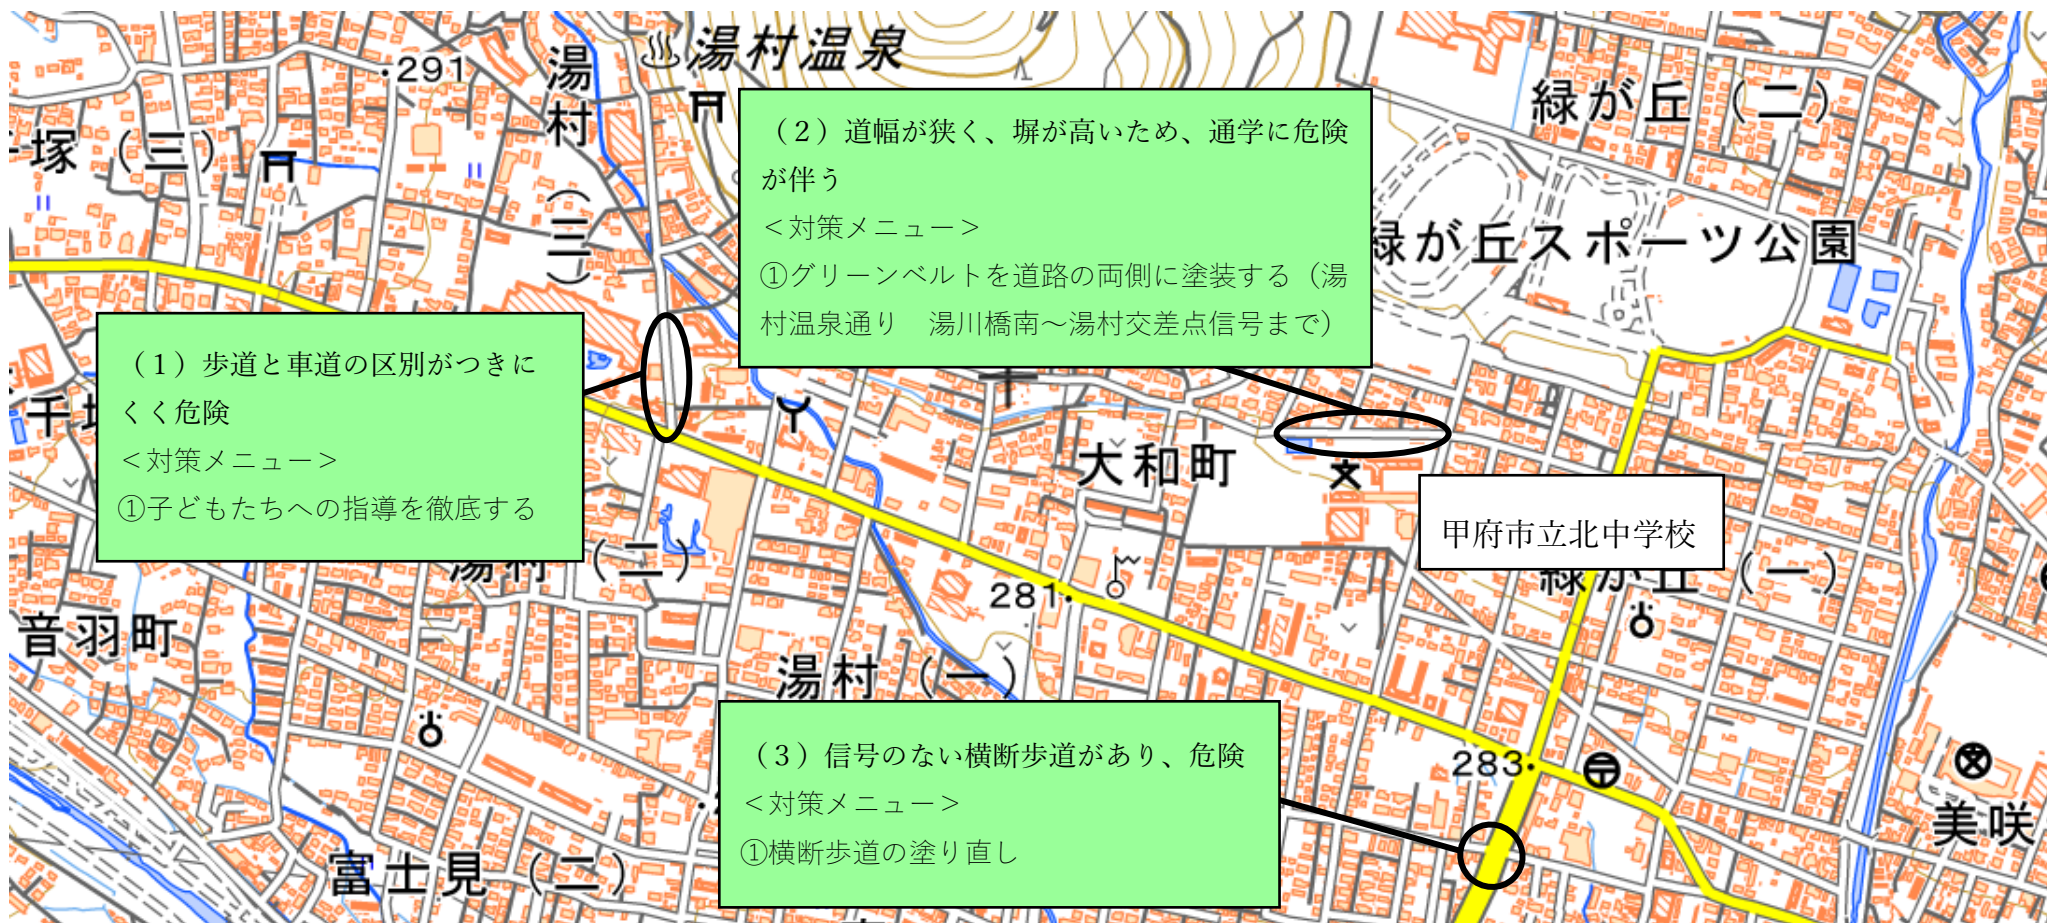 291
湯村温泉
湯村（三）
緑が丘（二）
塚（三）
（２）道幅が狭く、塀が高いため、通学に危険
が伴う
＜対策メニュー＞
①グリーンベルトを道路の両側に塗装する（湯
村温泉通り　湯川橋南～湯村交差点信号まで）
緑が丘スポーツ公園
（１）歩道と車道の区別がつきに
くく危険
＜対策メニュー＞
①子どもたちへの指導を徹底する
千塚
大和町
甲府市立北中学校
湯村（二）
緑が丘（一）
281
音羽町
湯村（一）
（３）信号のない横断歩道があり、危険
＜対策メニュー＞
①横断歩道の塗り直し
283
美咲
富士見（二）